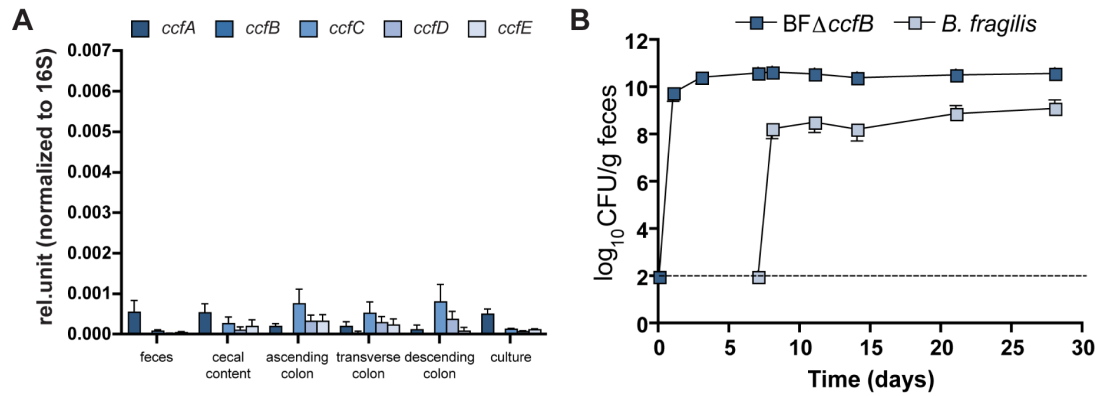 A
ccfA ccfB ccfC ccfD ccfE
rel.unit (normalized to 16S)
0.007
0.006
0.005
0.004
0.003
0.002
0.001
0.000
feces
cecal content
ascending colon
transverse colon
descending colon
culture
B
BFΔccfB B. fragilis
log10CFU/g feces
12
10
8
6
4
2
0
0 5 10 15 20 25 30
Time (days)